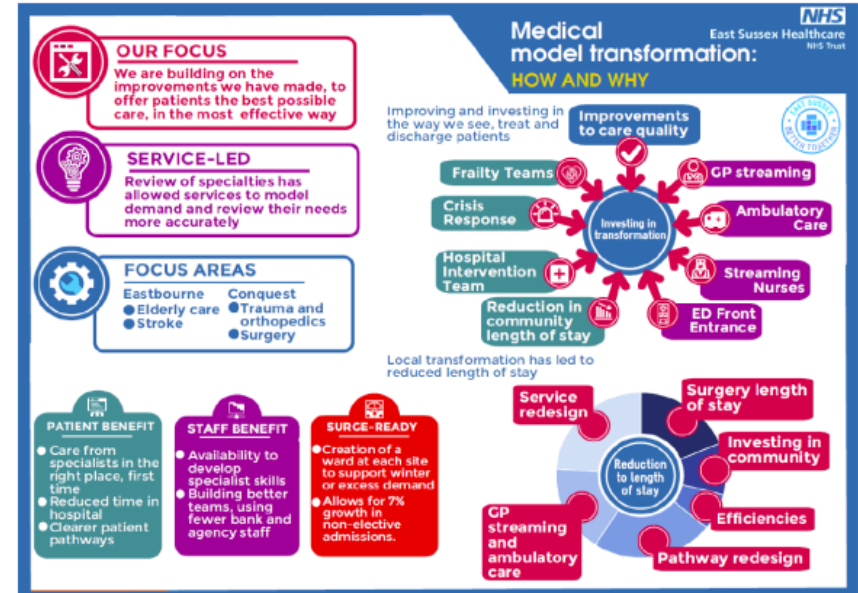 NHS
East Sussex Healthcare
NHS Trust
Medical
model transformation:
HOW AND WHY
OUR FOCUS
We are building on the
improvements we have made, to
offer patients the best possible
care, in the most effective way
SERVICE-LED
Review of specialties has
allowed services to model
demand and review their needs
more accurately
FOCUS AREAS
Eastbourne
Elderly care
Stroke
Conquest
Trauma and
orthopedics
Surgery
Improving and investing in
the way we see, treat and
discharge patients
EAST SUSSEX
BETTER TOGETHER
Improvements
to care quality
Frailty Teams
GP streaming
Crisis
Response
Ambulatory
Care
Investing in
transformation
Hospital
Intervention
Team
Streaming
Nurses
Reduction in
community
length of stay
ED Front
Entrance
Local transformation has led to
reduced length of stay
PATIENT BENEFIT
Care from
specialists in the
right place, first
time
Reduced time in
hospital
Clearer patient
pathways
STAFF BENEFIT
Availability to
develop
specialist skills
Building better
teams, using
fewer bank and
agency staff
SURGE-READY
Creation of a
ward at each site
to support winter
or excess demand
Allows for 7%
growth in
non-elective
admissions.
Service
redesign
Surgery length
of stay
Investing in
community
Reduction
to length
of stay
Efficiencies
GP
streaming
and
ambulatory
care
Pathway redesign